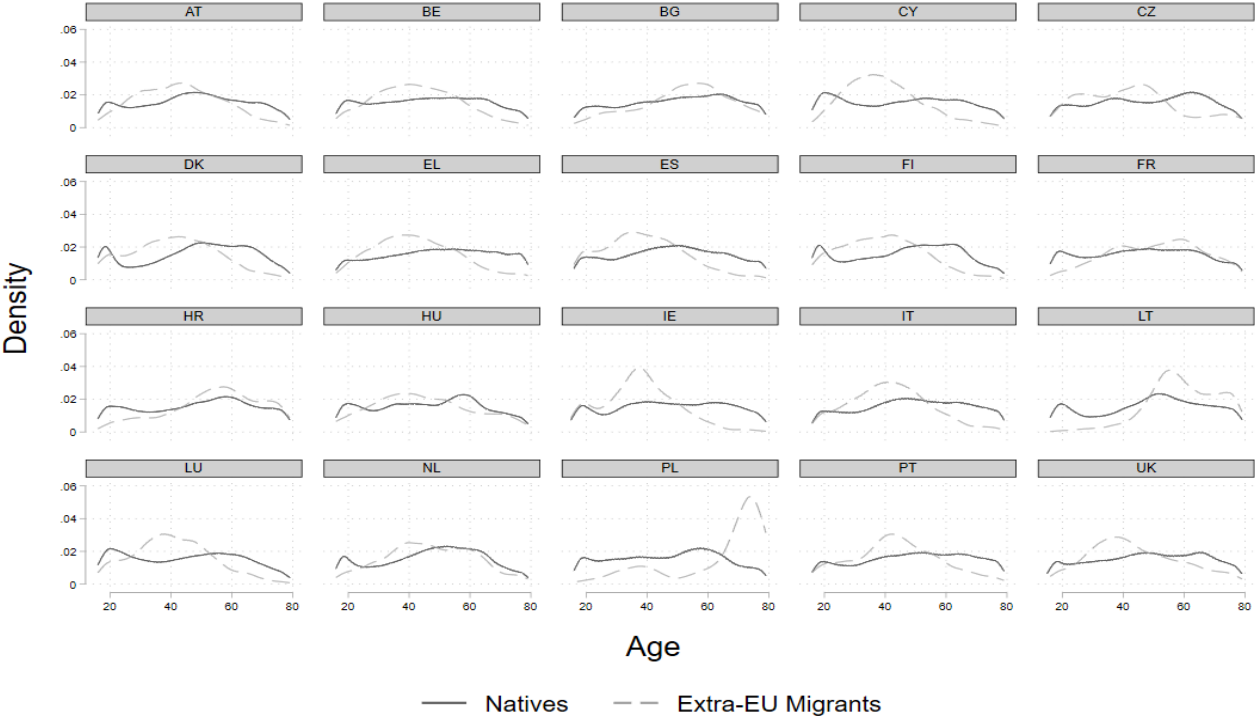 AT BE BG CY CZ
.06
.04
.02
0
DK EL ES FI FR
.06
.04
.02
0
HR HU IE IT LT
.06
.04
.02
0
LU NL PL PT UK
.06
.04
.02
0
20 40 60 80 20 40 60 80 20 40 60 80 20 40 60 80 20 40 60 80
Density
Age
Natives Extra-EU Migrants